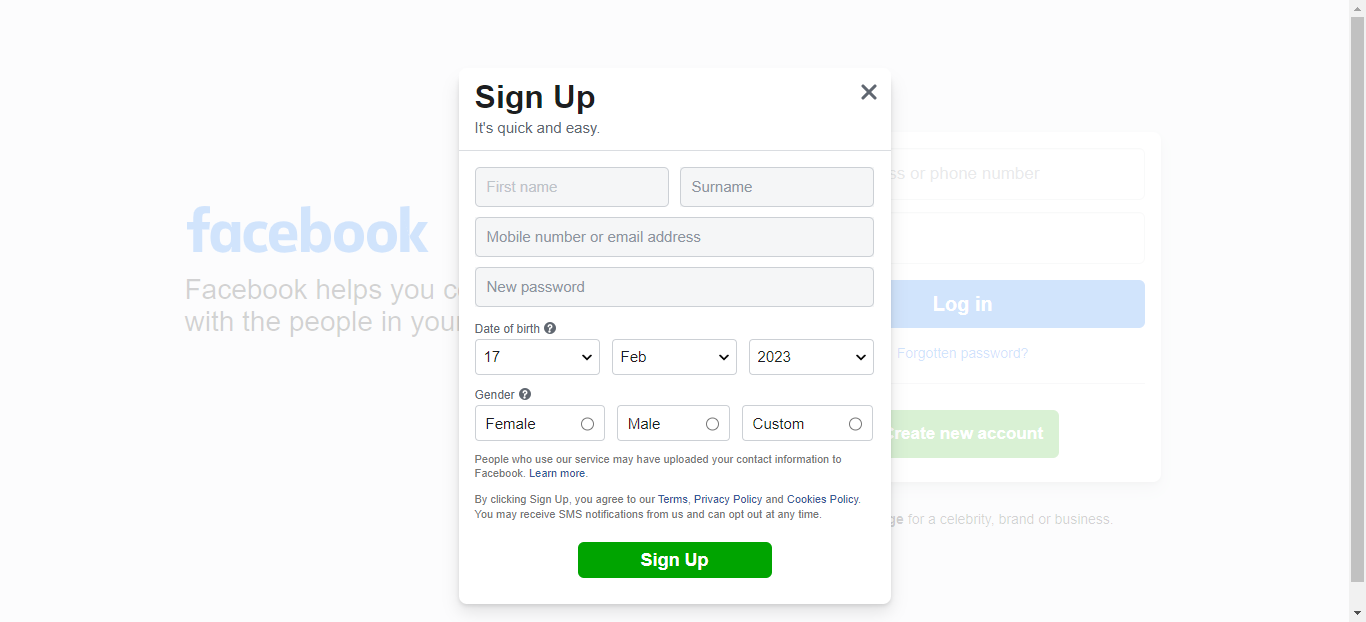 Sign Up
It's quick and easy.
First name
Surname
Mobile number or email address
New password
Date of birth
17
Feb
2023
Gender
Female
Male
Custom
People who use our service may have uploaded your contact information to
Facebook. Learn more.
By clicking Sign Up, you agree to our Terms, Privacy Policy and Cookies Policy.
You may receive SMS notifications from us and can opt out at any time.
Sign Up
facebook
Facebook helps you
with the people in
or phone number
Log in
Forgotten password?
new account
for a celebrity, brand or business.